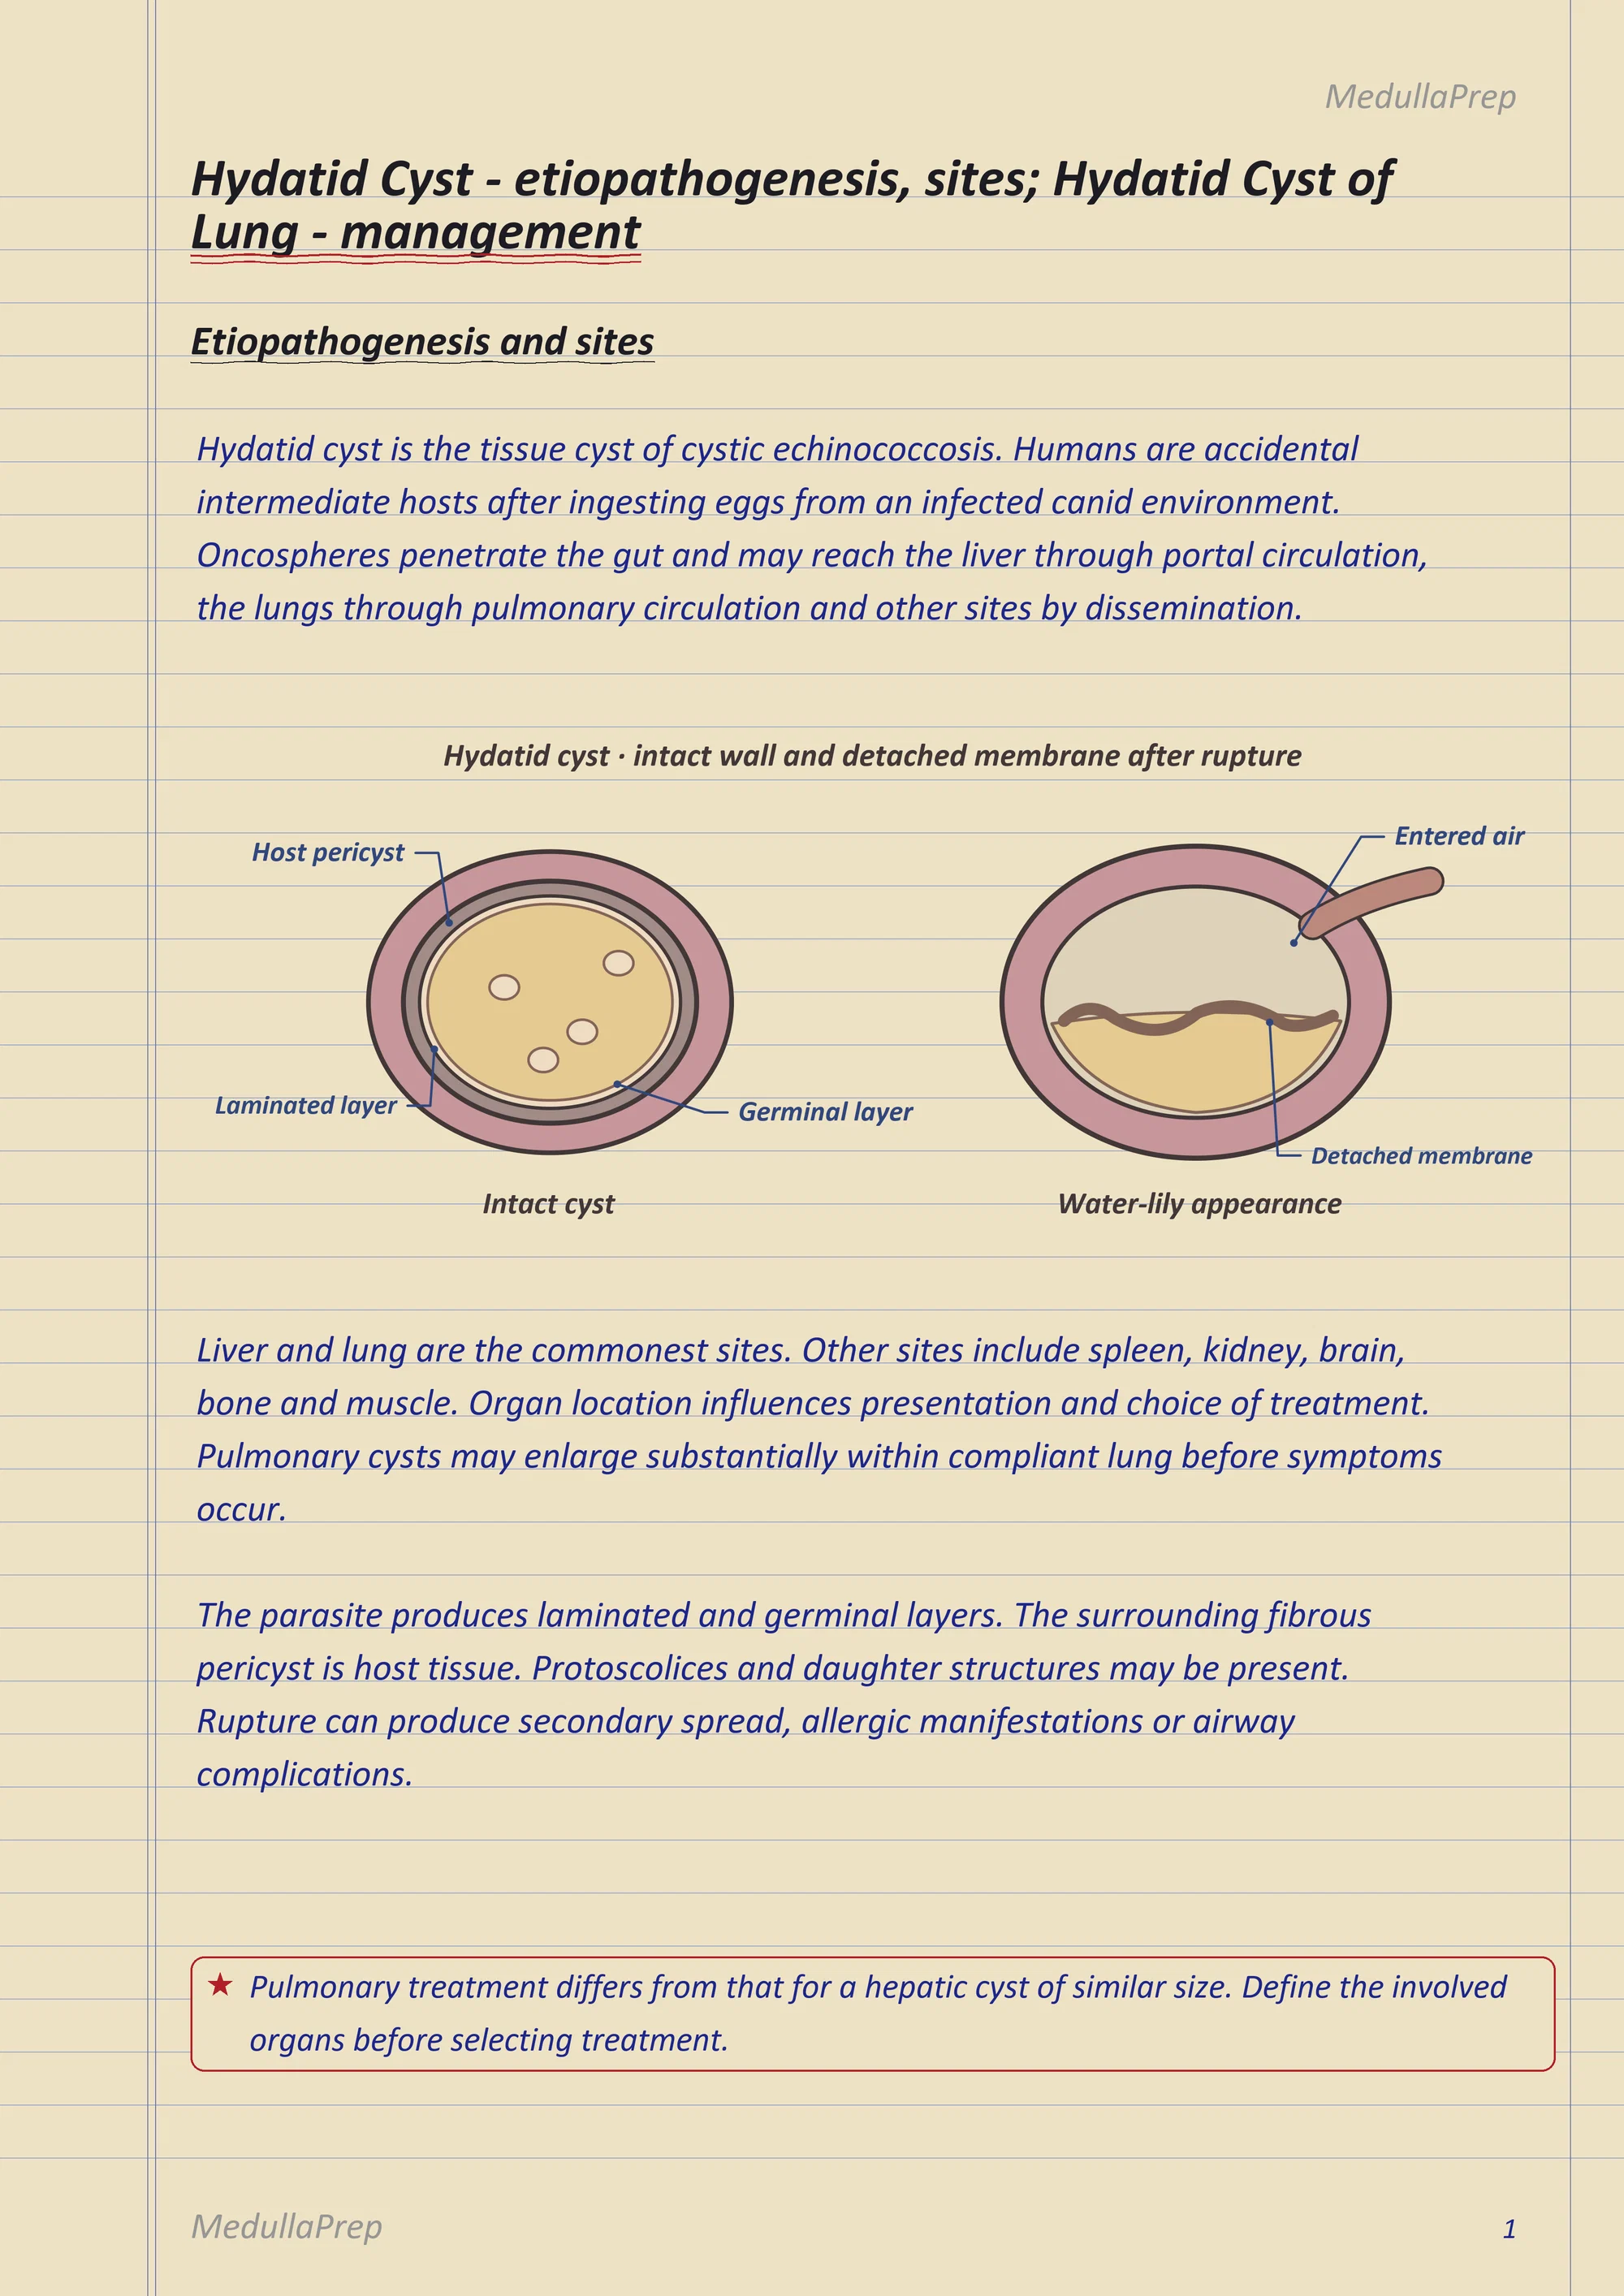 MedullaPrep
Hydatid Cyst - etiopathogenesis, sites; Hydatid Cyst of
Lung - management
Etiopathogenesis and sites
Hydatid cyst is the tissue cyst of cystic echinococcosis. Humans are accidental
intermediate hosts after ingesting eggs from an infected canid environment.
Oncospheres penetrate the gut and may reach the liver through portal circulation,
the lungs through pulmonary circulation and other sites by dissemination.
Hydatid cyst · intact wall and detached membrane after rupture
Host pericyst
Entered air
Laminated layer
Germinal layer
Detached membrane
Intact cyst
Water-lily appearance
Liver and lung are the commonest sites. Other sites include spleen, kidney, brain,
bone and muscle. Organ location influences presentation and choice of treatment.
Pulmonary cysts may enlarge substantially within compliant lung before symptoms
occur.
The parasite produces laminated and germinal layers. The surrounding fibrous
pericyst is host tissue. Protoscolices and daughter structures may be present.
Rupture can produce secondary spread, allergic manifestations or airway
complications.
★ Pulmonary treatment differs from that for a hepatic cyst of similar size. Define the involved
organs before selecting treatment.
MedullaPrep
1